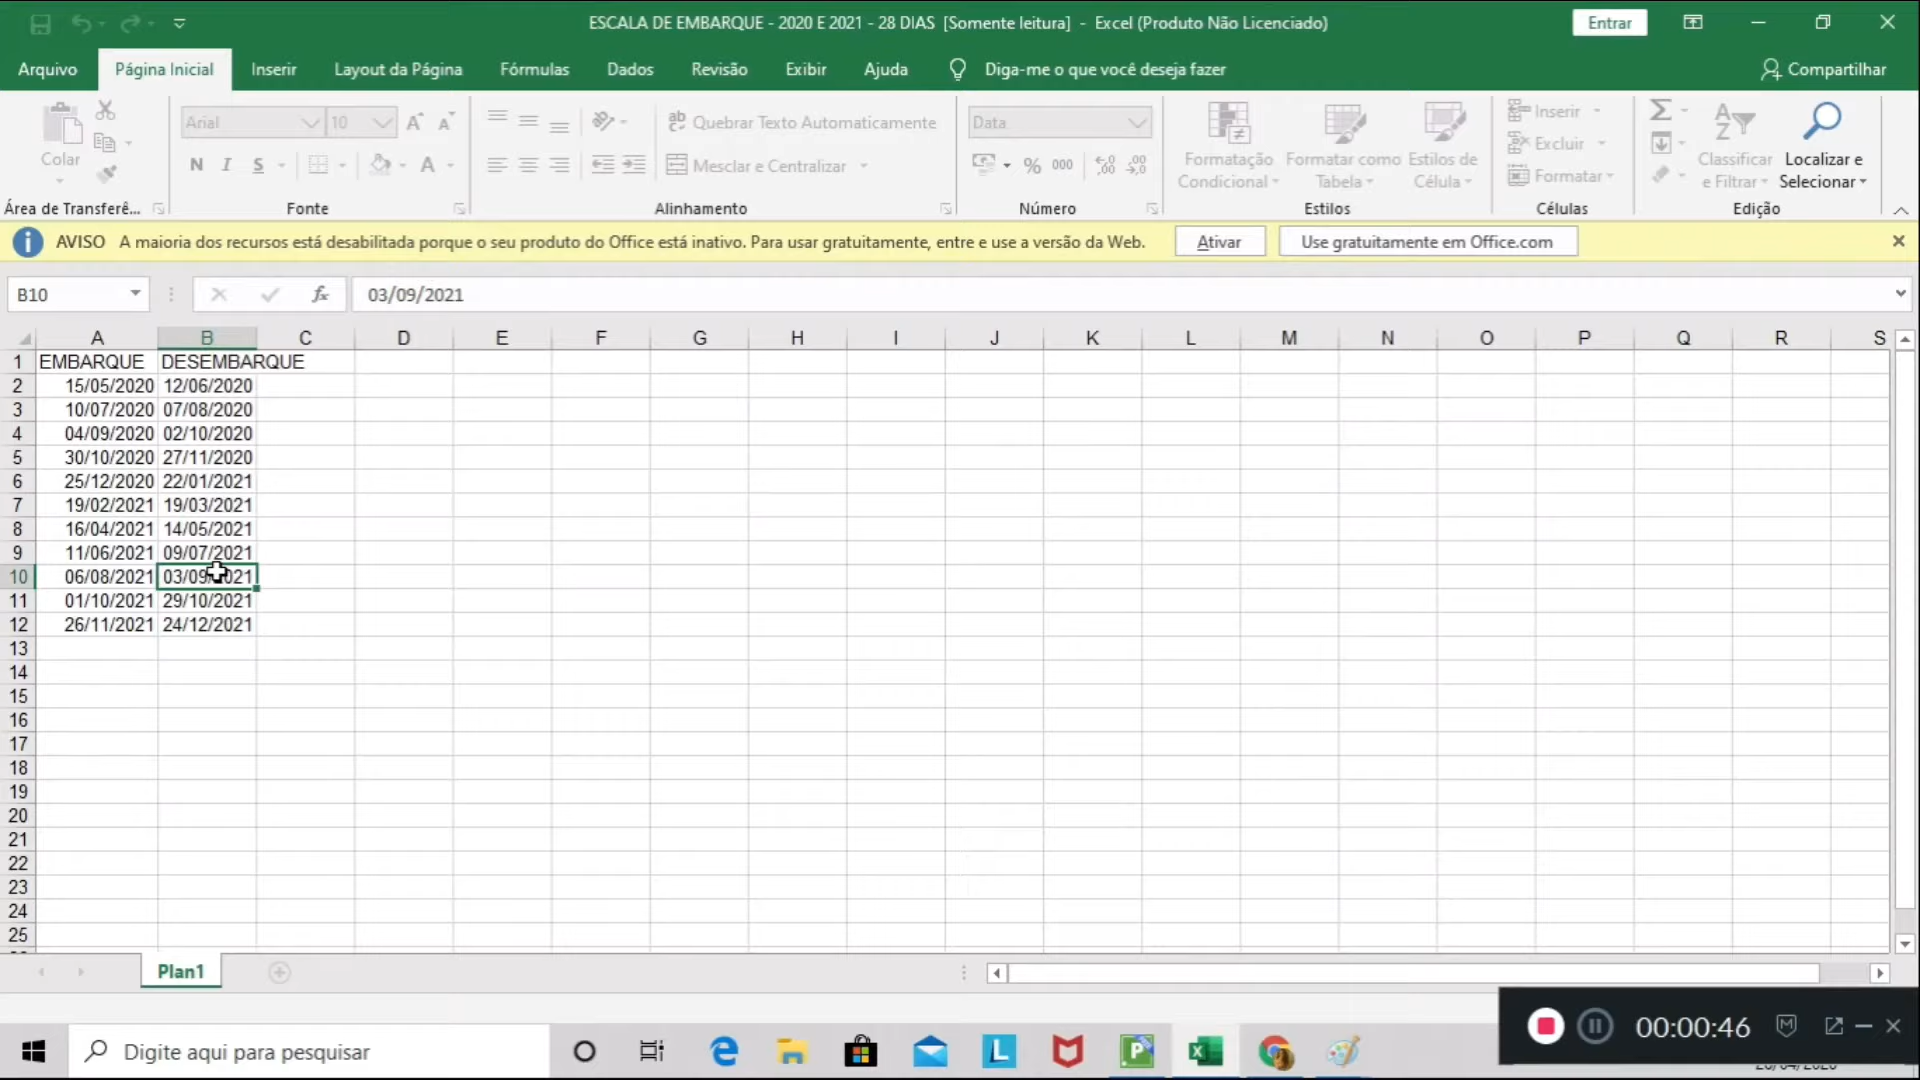 ESCALA DE EMBARQUE - 2020 E 2021 - 28 DIAS [Somente leitura] - Excel (Produto Não Licenciado)
Entrar
Arquivo Página Inicial Inserir Layout da Página Fórmulas Dados Revisão Exibir Ajuda Diga-me o que você deseja fazer Compartilhar
Colar
Arial 10
N I S A
Quebrar Texto Automaticamente
Mesclar e Centralizar
Data
% 000
Formatação Condicional
Formatar como Tabela
Estilos de Célula
Inserir
Excluir
Formatar
Classificar e Filtrar
Localizar e Selecionar
Área de Transferê... Fonte Alinhamento Número Estilos Células Edição
AVISO A maioria dos recursos está desabilitada porque o seu produto do Office está inativo. Para usar gratuitamente, entre e use a versão da Web. Ativar Use gratuitamente em Office.com
B10 fx 03/09/2021
A B C D E F G H I J K L M N O P Q R S
1 EMBARQUE DESEMBARQUE
2 15/05/2020 12/06/2020
3 10/07/2020 07/08/2020
4 04/09/2020 02/10/2020
5 30/10/2020 27/11/2020
6 25/12/2020 22/01/2021
7 19/02/2021 19/03/2021
8 16/04/2021 14/05/2021
9 11/06/2021 09/07/2021
10 06/08/2021 03/09/2021
11 01/10/2021 29/10/2021
12 26/11/2021 24/12/2021
13
14
15
16
17
18
19
20
21
22
23
24
25
Plan1
Digite aqui para pesquisar
00:00:46